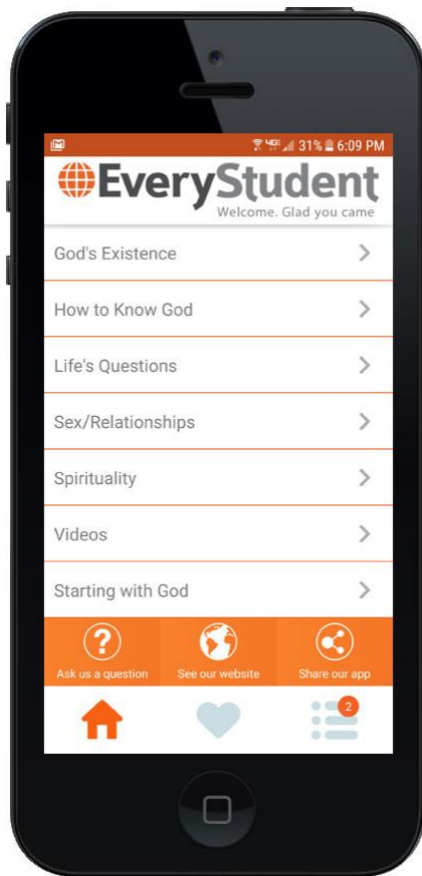 4GE 31% 6:09 PM
EveryStudent
Welcome. Glad you came
God's Existence
How to Know God
Life's Questions
Sex/Relationships
Spirituality
Videos
Starting with God
?
Ask us a question See our website Share our app
2